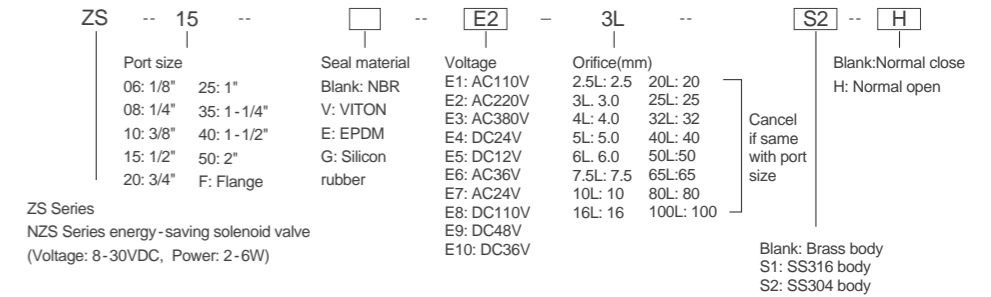 ZS -- 15 -- -- E2 – 3L -- S2 -- H
Port size
06: 1/8" 25: 1"
08: 1/4" 35: 1-1/4"
10: 3/8" 40: 1-1/2"
15: 1/2" 50: 2"
20: 3/4" F: Flange
Seal material
Blank: NBR
V: VITON
E: EPDM
G: Silicon
rubber
Voltage
E1: AC110V
E2: AC220V
E3: AC380V
E4: DC24V
E5: DC12V
E6: AC36V
E7: AC24V
E8: DC110V
E9: DC48V
E10: DC36V
Orifice(mm)
2.5L: 2.5 20L: 20
3L. 3.0 25L: 25
4L: 4.0 32L: 32
5L: 5.0 40L: 40
6L. 6.0 50L:50
7.5L: 7.5 65L:65
10L: 10 80L: 80
16L: 16 100L: 100
Cancel
if same
with port
size
Blank:Normal close
H: Normal open
ZS Series
NZS Series energy-saving solenoid valve
(Voltage: 8-30VDC, Power: 2-6W)
Blank: Brass body
S1: SS316 body
S2: SS304 body